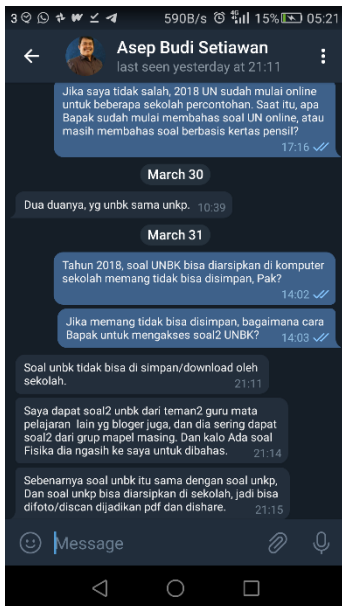 3
590B/s 4G 15% 05:21
Asep Budi Setiawan
last seen yesterday at 21:11
Jika saya tidak salah, 2018 UN sudah mulai online
untuk beberapa sekolah percontohan. Saat itu, apa
Bapak sudah mulai membahas soal UN online, atau
masih membahas soal berbasis kertas pensil?
17:16
March 30
Dua duanya, yg unbk sama unkp. 10:39
March 31
Tahun 2018, soal UNBK bisa diarsipkan di komputer
sekolah memang tidak bisa disimpan, Pak?
14:02
Jika memang tidak bisa disimpan, bagaimana cara
Bapak untuk mengakses soal2 UNBK? 14:03
Soal unbk tidak bisa di simpan/download oleh
sekolah. 21:11
Saya dapat soal2 unbk dari teman2 guru mata
pelajaran lain yg bloger juga, dan dia sering dapat
soal2 dari grup mapel masing. Dan kalo Ada soal
Fisika dia ngasih ke saya untuk dibahas. 21:14
Sebenarnya soal unbk itu sama dengan soal unkp,
Dan soal unkp bisa diarsipkan di sekolah, jadi bisa
difoto/discan dijadikan pdf dan dishare. 21:15
Message